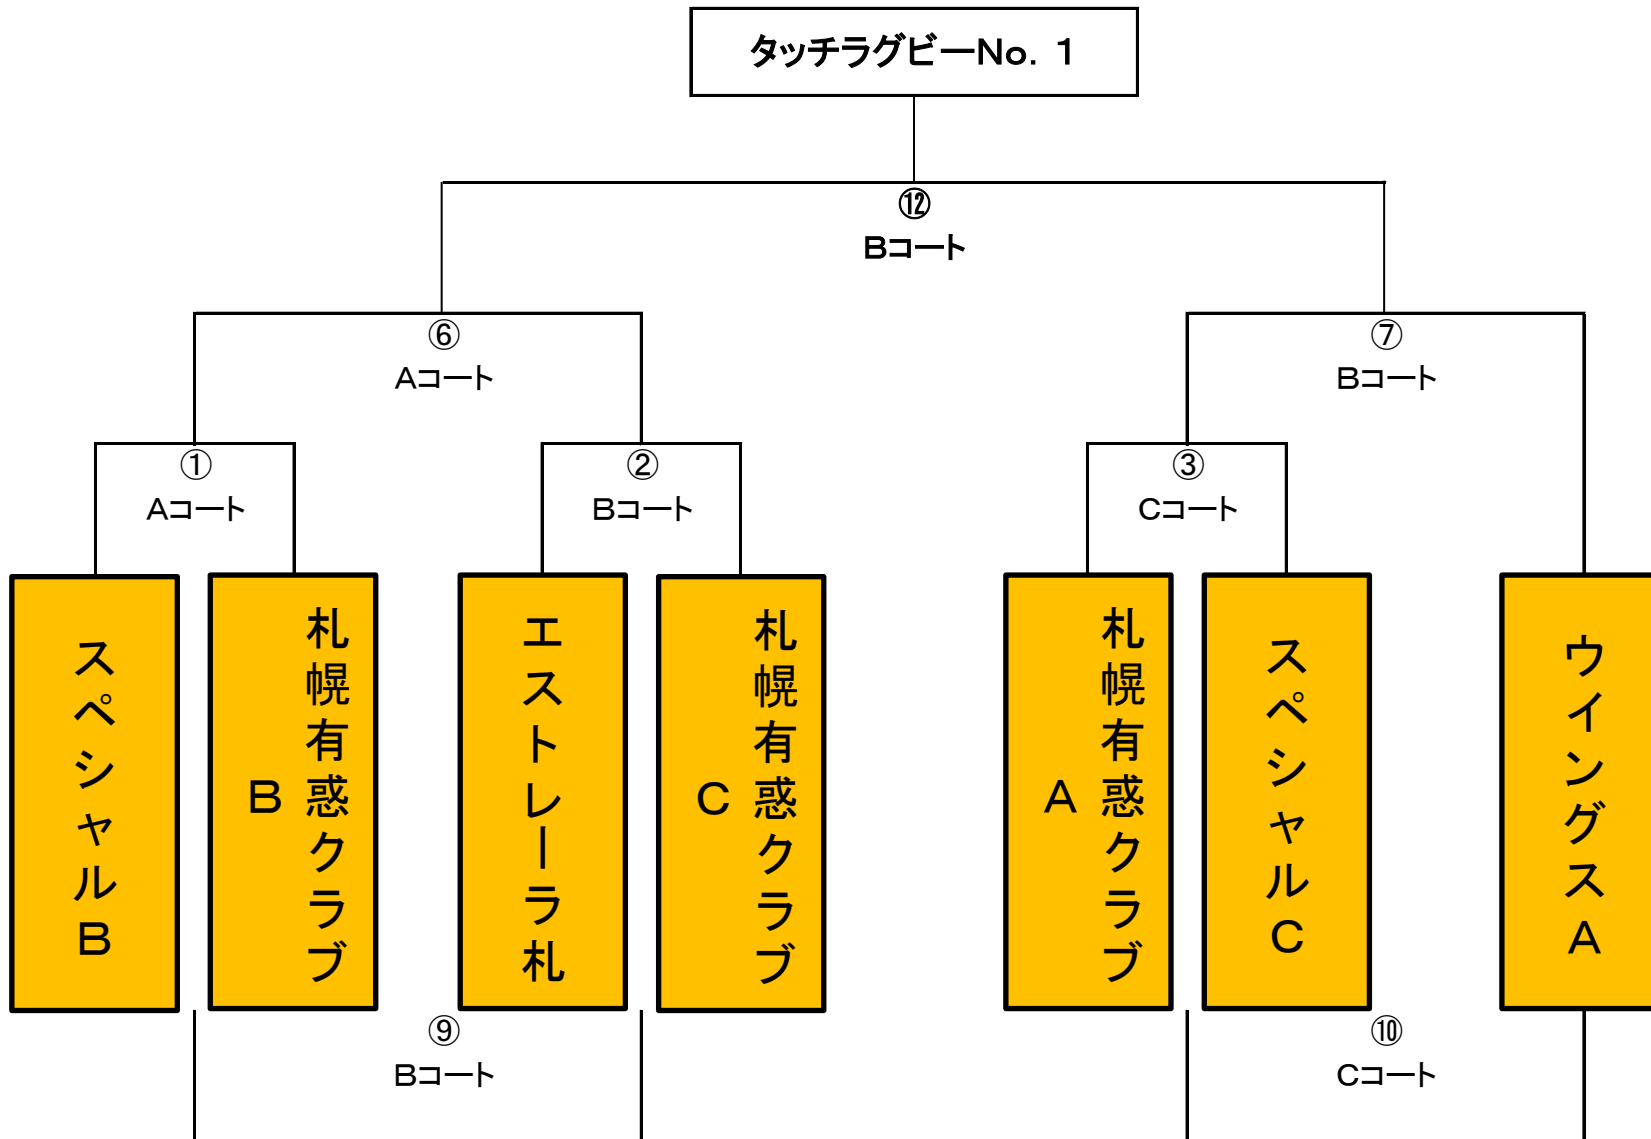 タッチラグビーNo. 1
⑫
Bコート
⑥
Aコート
⑦
Bコート
①
Aコート
②
Bコート
③
Cコート
スペシャルB
札幌有惑クラブ
B
エストレーラ札
札幌有惑クラブ
C
札幌有惑クラブ
A
スペシャルC
ウイングスA
⑨
Bコート
⑩
Cコート